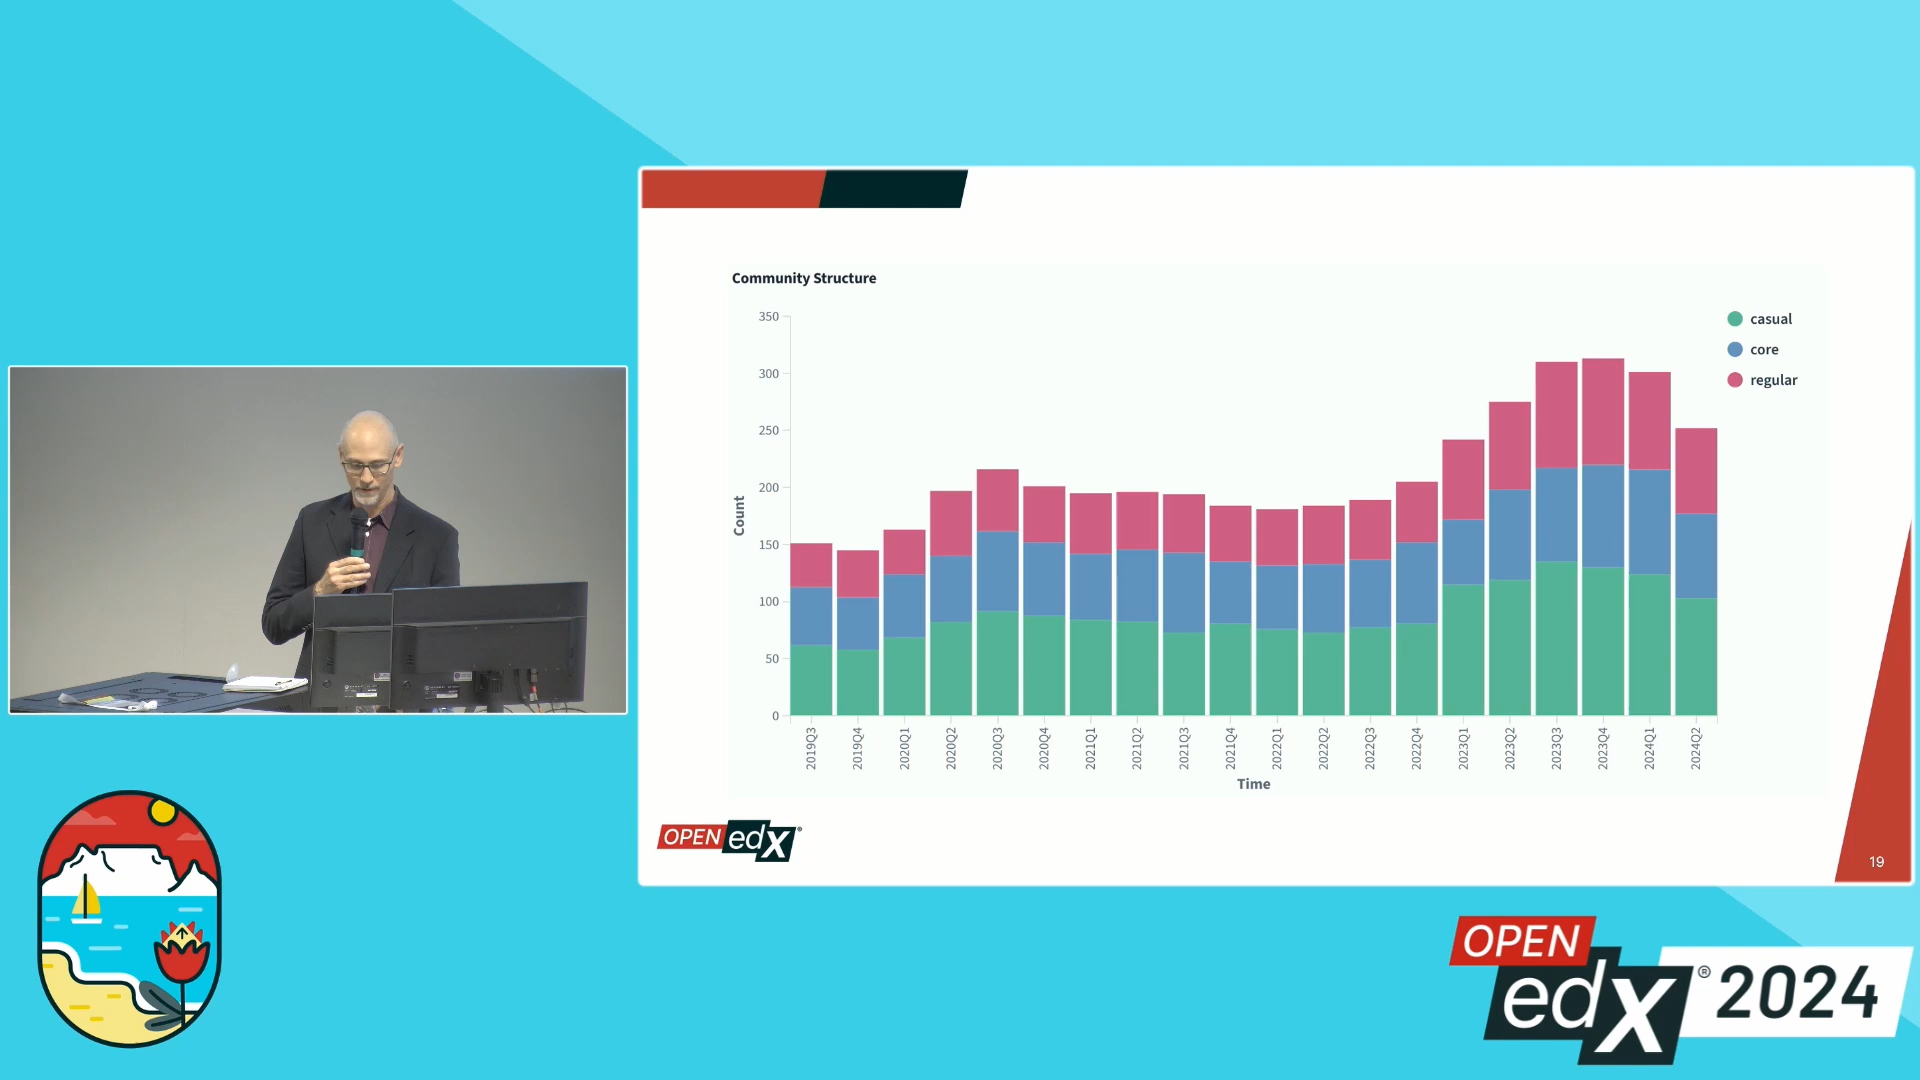 Community Structure
350
300
250
200
150
100
50
0
Count
2019Q3
2019Q4
2020Q1
2020Q2
2020Q3
2020Q4
2021Q1
2021Q2
2021Q3
2021Q4
2022Q1
2022Q2
2022Q3
2022Q4
2023Q1
2023Q2
2023Q3
2023Q4
2024Q1
2024Q2
Time
casual
core
regular
OPEN edX®
19
OPEN
edX® 2024